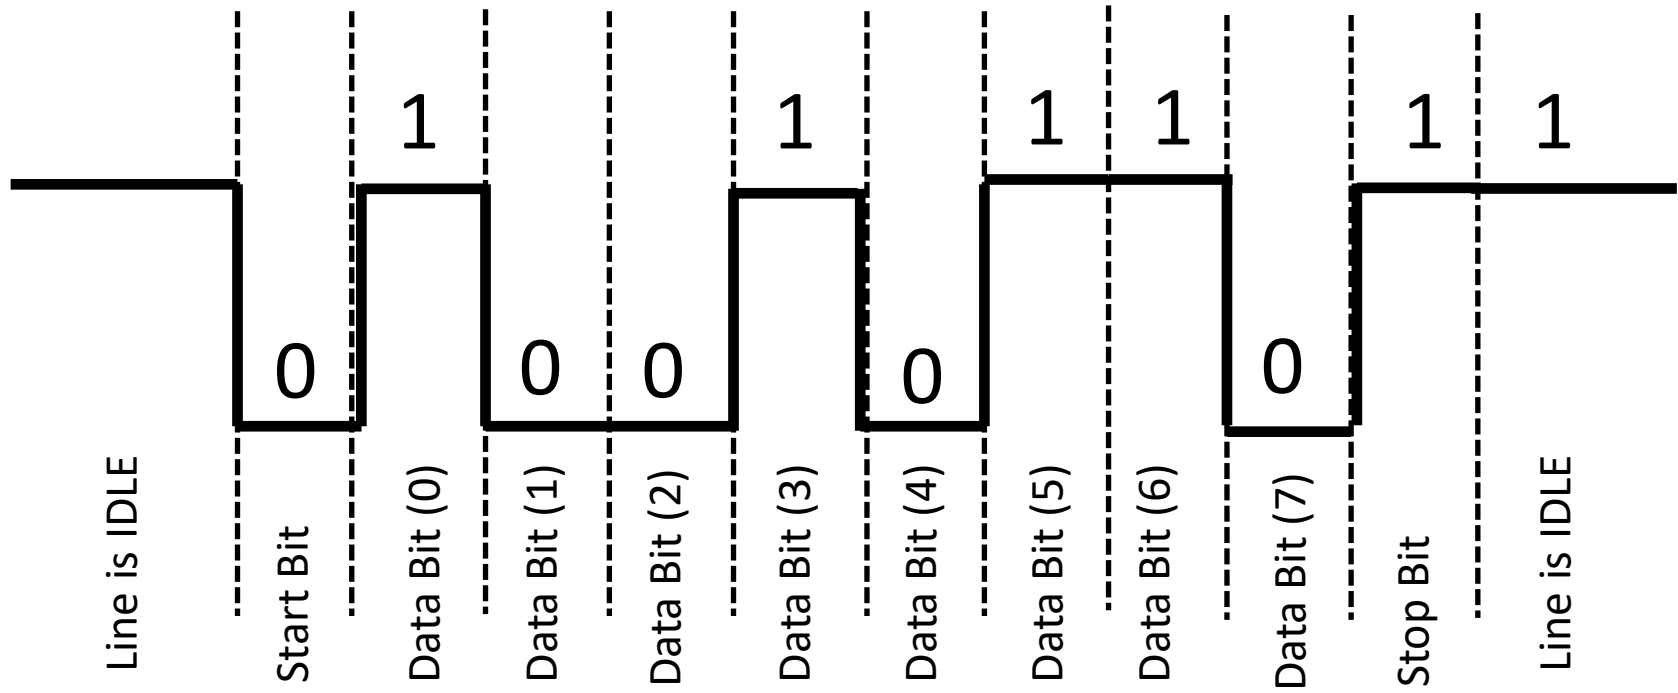 1 1 1 1 1 1
0 0 0 0 0
Line is IDLE
Start Bit
Data Bit (0)
Data Bit (1)
Data Bit (2)
Data Bit (3)
Data Bit (4)
Data Bit (5)
Data Bit (6)
Data Bit (7)
Stop Bit
Line is IDLE